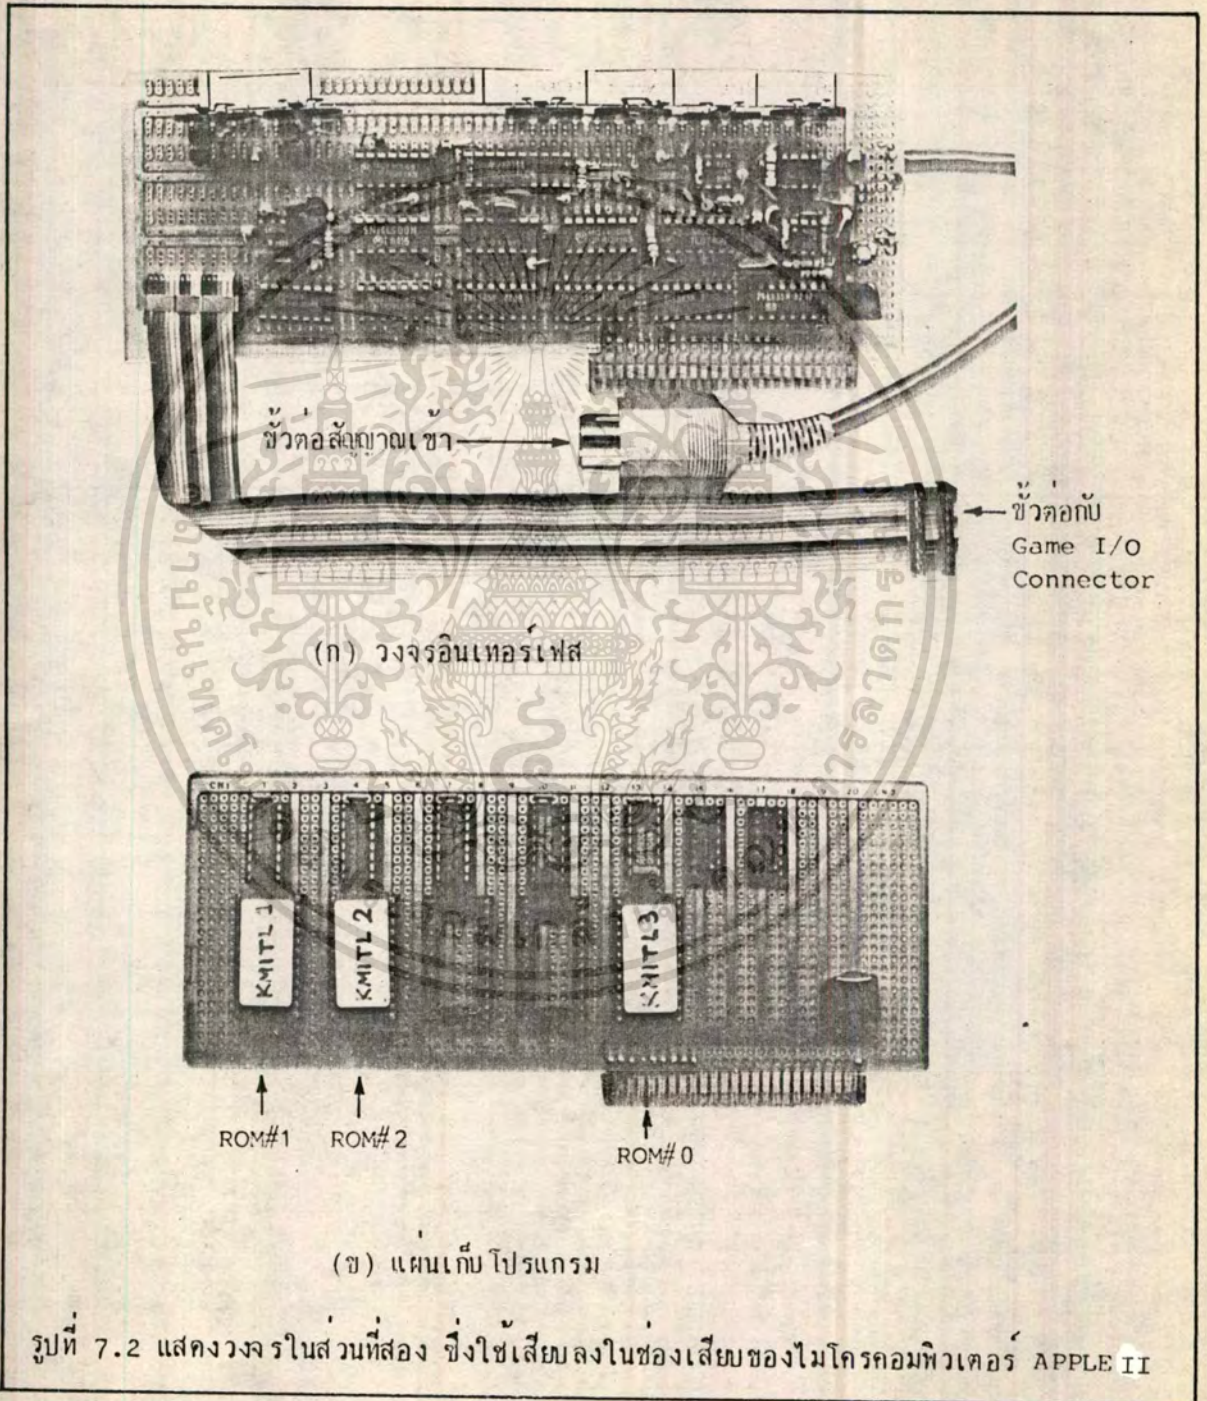 ขั้วต่อสัญญาณเข้า
ขั้วต่อกับ
Game I/O
Connector
(ก) วงจรอินเทอร์เฟส
KMITL 1
KMITL 2
KMITL 3
ROM#1
ROM#2
ROM#0
(ข) แผ่นเก็บโปรแกรม
รูปที่ 7.2 แสดงวงจรในส่วนที่สอง ซึ่งใช้เสียบลงในช่องเสียบของไมโครคอมพิวเตอร์ APPLE II